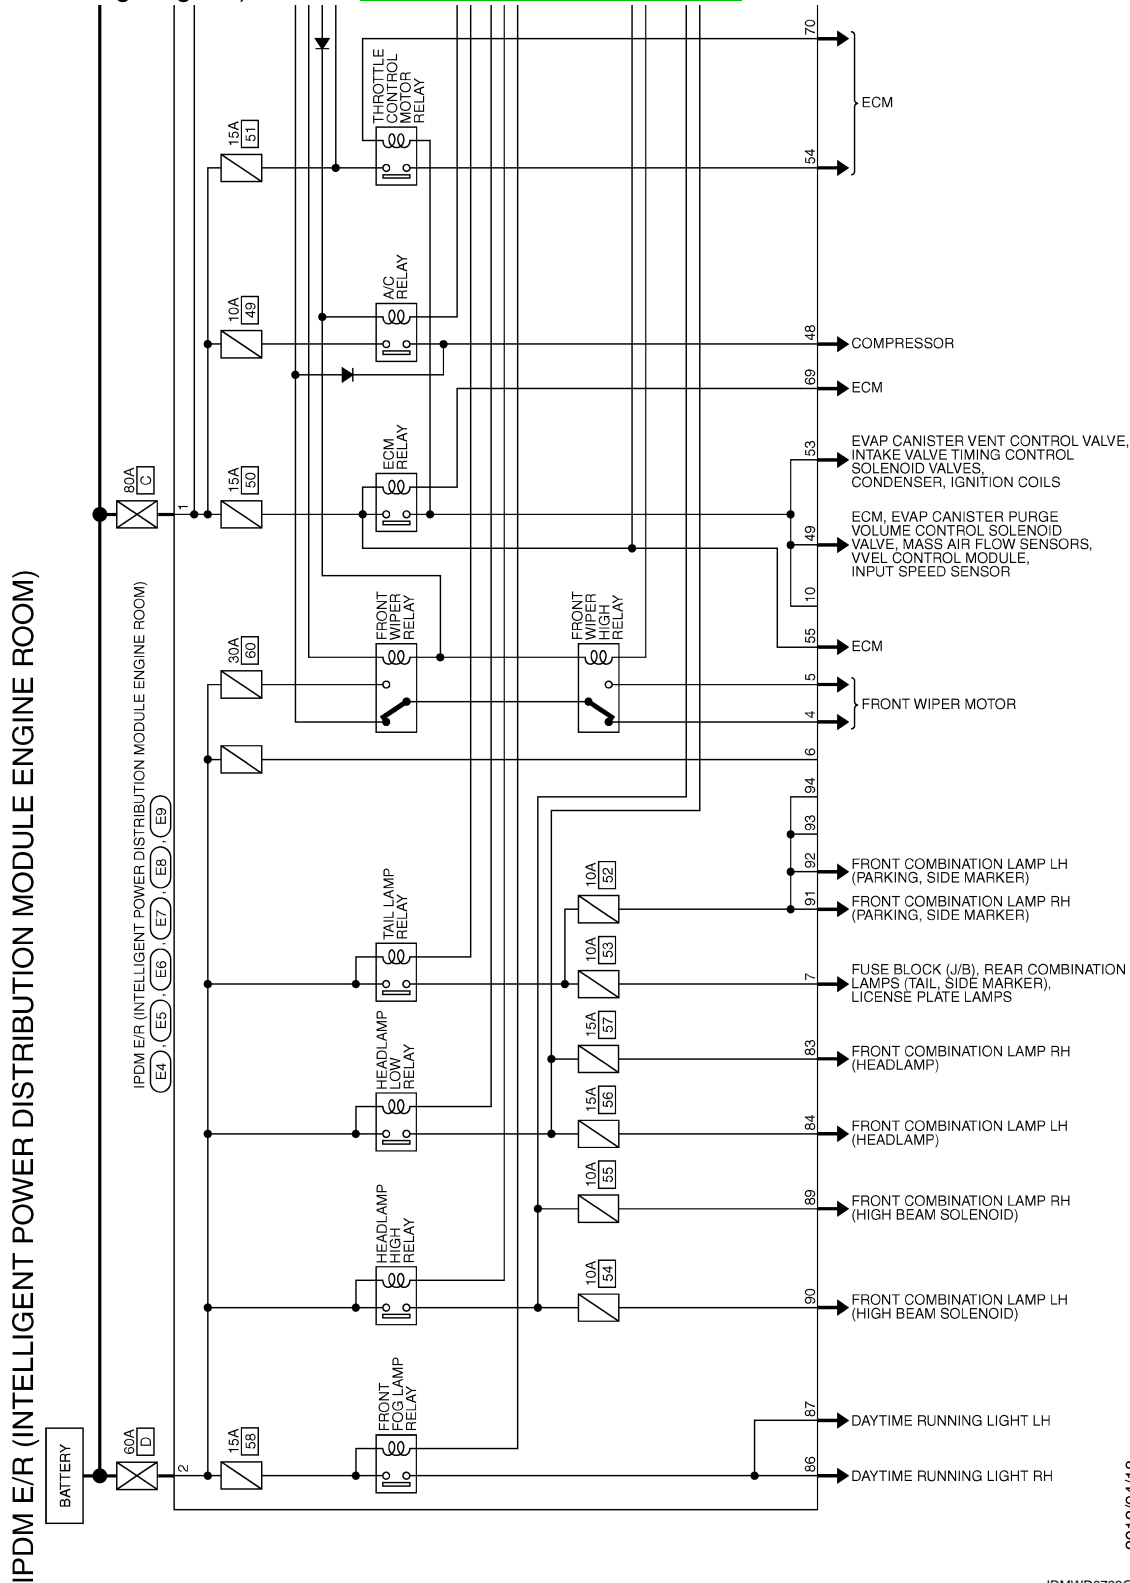 IPDM E/R (INTELLIGENT POWER DISTRIBUTION MODULE ENGINE ROOM)
BATTERY
60A
D
80A
C
IPDM E/R (INTELLIGENT POWER DISTRIBUTION MODULE ENGINE ROOM)
E4 , E5 , E6 , E7 , E8 , E9
1
2
15A
51
THROTTLE
CONTROL
MOTOR
RELAY
70
54
ECM
10A
49
A/C
RELAY
48
COMPRESSOR
69
ECM
15A
50
ECM
RELAY
53
EVAP CANISTER VENT CONTROL VALVE,
INTAKE VALVE TIMING CONTROL
SOLENOID VALVES,
CONDENSER, IGNITION COILS
49
ECM, EVAP CANISTER PURGE
VOLUME CONTROL SOLENOID
VALVE, MASS AIR FLOW SENSORS,
VVEL CONTROL MODULE,
INPUT SPEED SENSOR
10
55
ECM
30A
60
FRONT
WIPER
RELAY
FRONT
WIPER
HIGH
RELAY
5
4
FRONT WIPER MOTOR
6
94
93
92
FRONT COMBINATION LAMP LH
(PARKING, SIDE MARKER)
10A
52
91
FRONT COMBINATION LAMP RH
(PARKING, SIDE MARKER)
TAIL LAMP
RELAY
10A
53
7
FUSE BLOCK (J/B), REAR COMBINATION
LAMPS (TAIL, SIDE MARKER),
LICENSE PLATE LAMPS
15A
57
83
FRONT COMBINATION LAMP RH
(HEADLAMP)
HEADLAMP
LOW
RELAY
15A
56
84
FRONT COMBINATION LAMP LH
(HEADLAMP)
10A
55
89
FRONT COMBINATION LAMP RH
(HIGH BEAM SOLENOID)
HEADLAMP
HIGH
RELAY
10A
54
90
FRONT COMBINATION LAMP LH
(HIGH BEAM SOLENOID)
87
DAYTIME RUNNING LIGHT LH
15A
58
FRONT
FOG LAMP
RELAY
86
DAYTIME RUNNING LIGHT RH